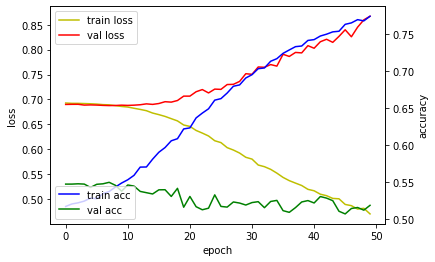 train loss
val loss
train acc
val acc
0.85
0.80
0.75
0.70
0.65
0.60
0.55
0.50
loss
0.75
0.70
0.65
0.60
0.55
0.50
accuracy
0 10 20 30 40 50
epoch